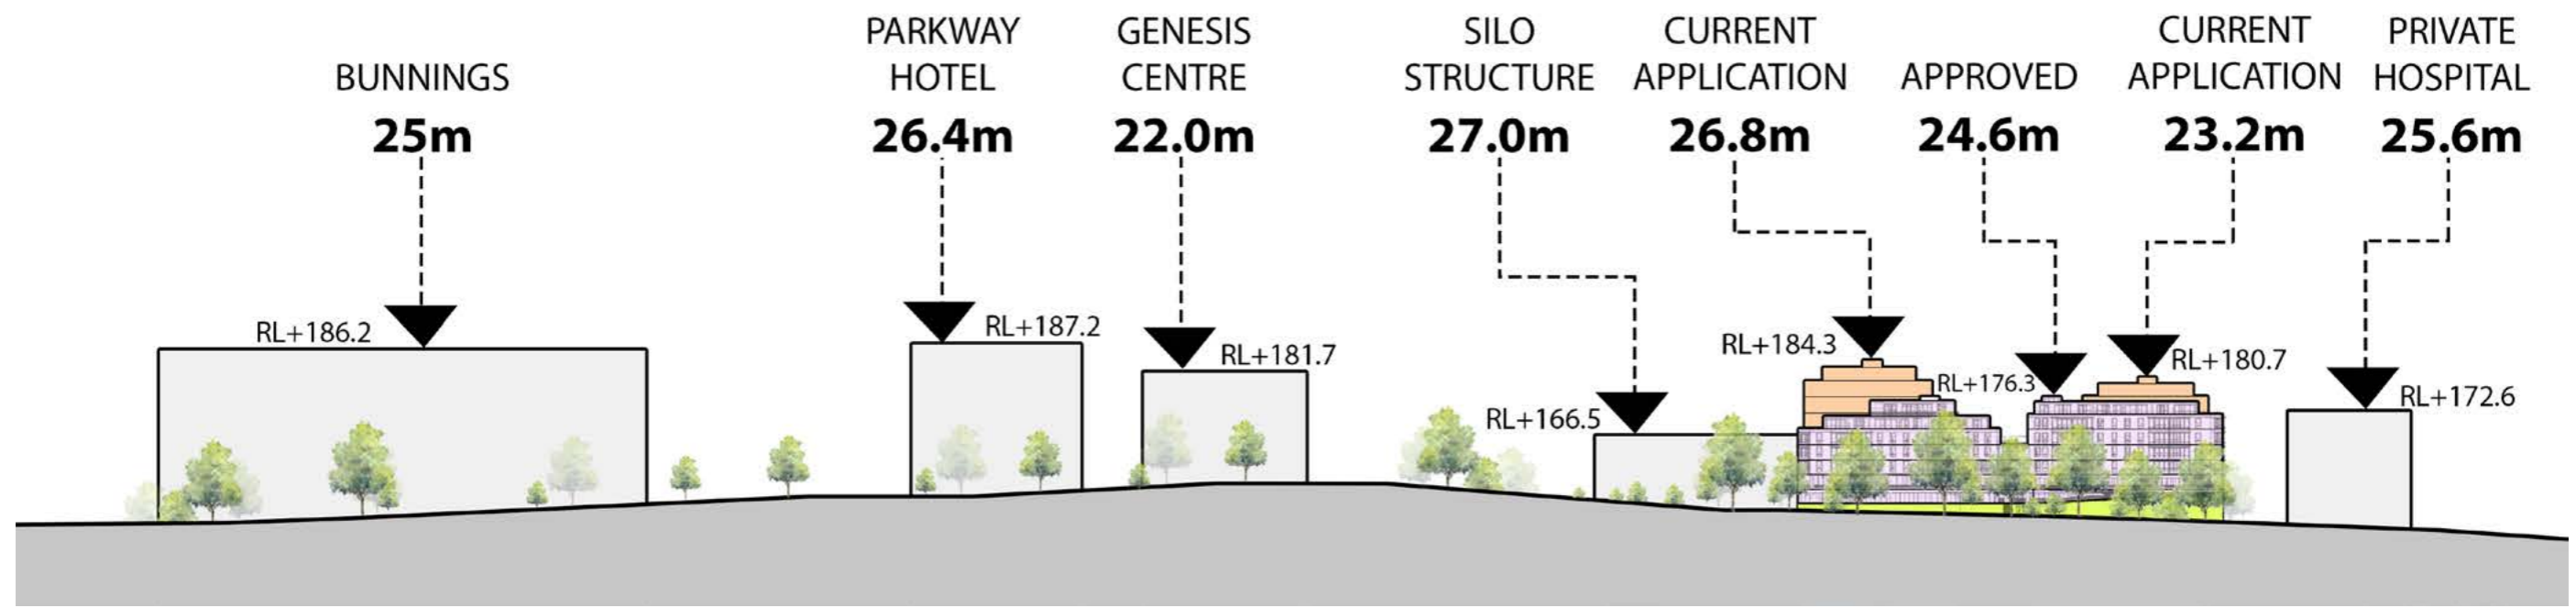 BUNNINGS
25m
PARKWAY
HOTEL
26.4m
GENESIS
CENTRE
22.0m
SILO
STRUCTURE
27.0m
CURRENT
APPLICATION
26.8m
APPROVED
24.6m
CURRENT
APPLICATION
23.2m
PRIVATE
HOSPITAL
25.6m
RL+186.2
RL+187.2
RL+181.7
RL+166.5
RL+184.3
RL+176.3
RL+180.7
RL+172.6